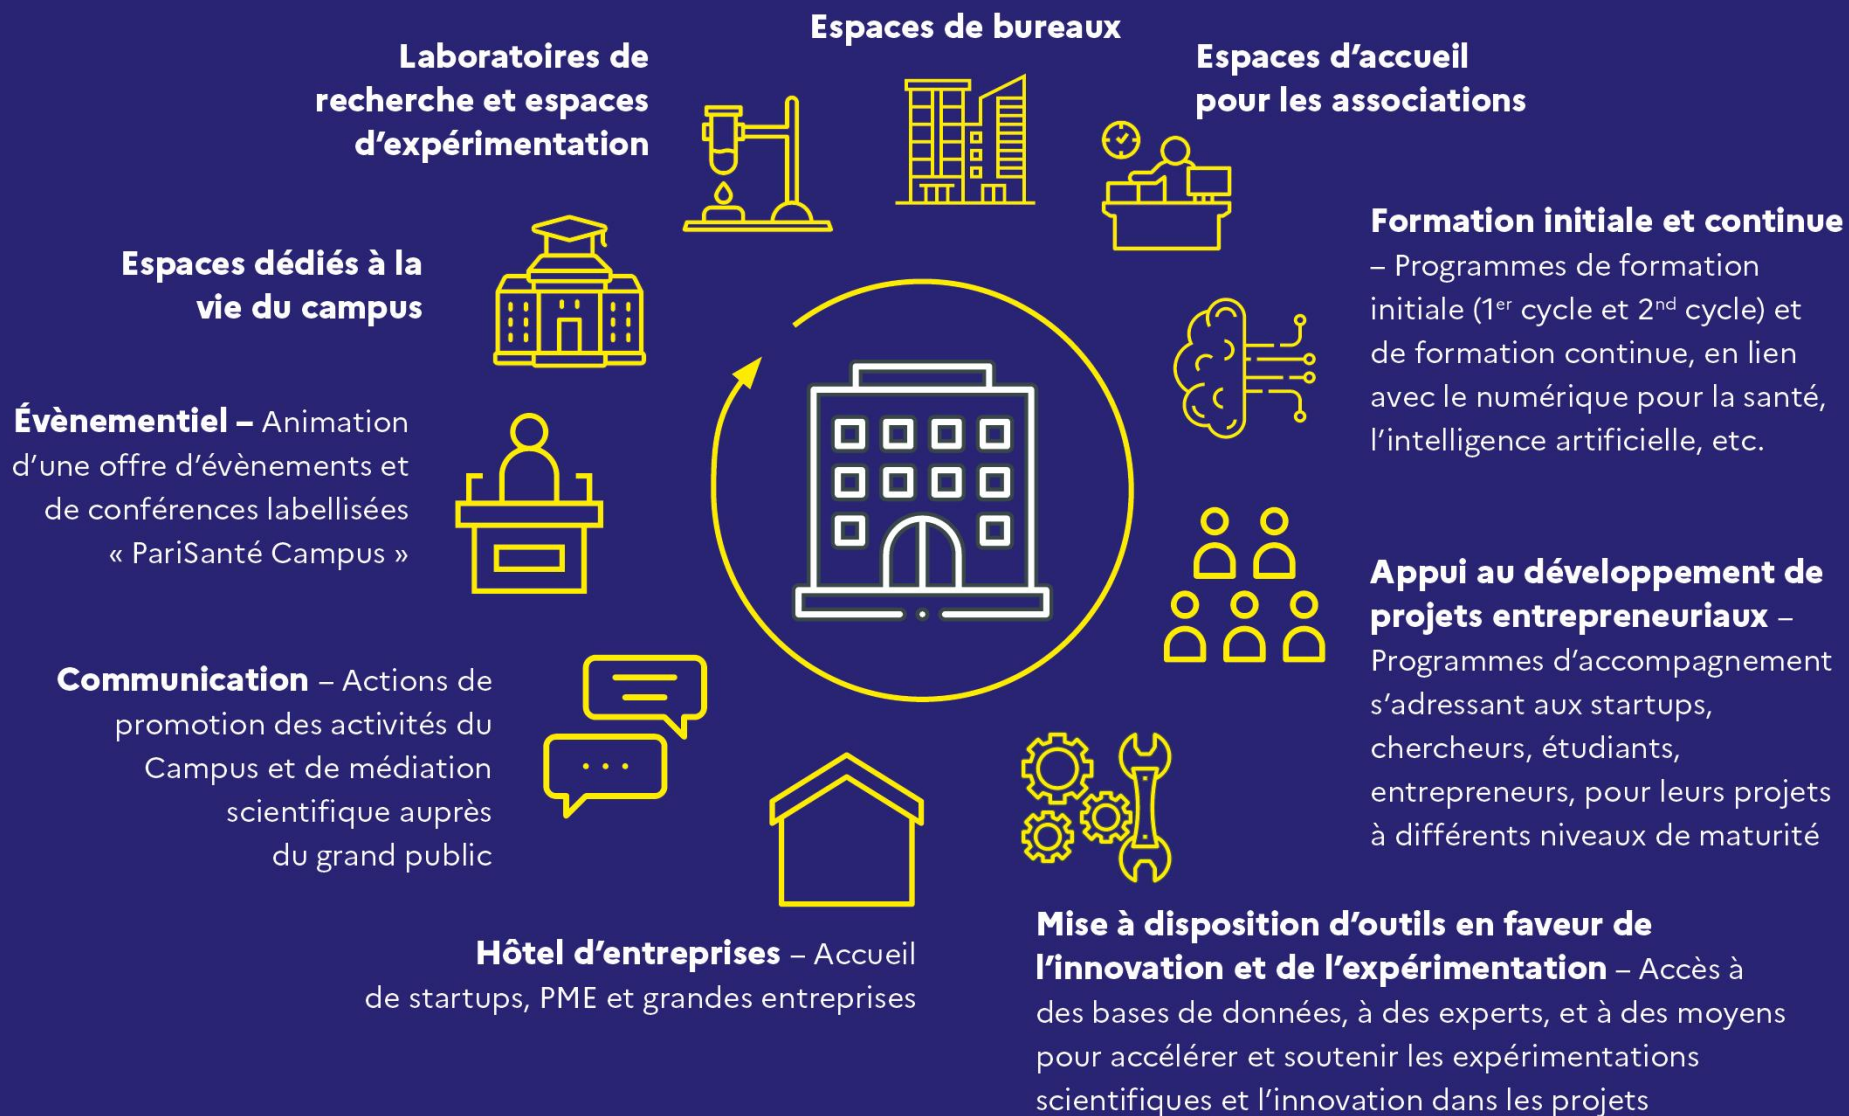 Espaces de bureaux
Espaces d’accueil
pour les associations
Formation initiale et continue
– Programmes de formation
initiale (1er cycle et 2nd cycle) et
de formation continue, en lien
avec le numérique pour la santé,
l’intelligence artificielle, etc.
Appui au développement de
projets entrepreneuriaux –
Programmes d’accompagnement
s’adressant aux startups,
chercheurs, étudiants,
entrepreneurs, pour leurs projets
à différents niveaux de maturité
Mise à disposition d’outils en faveur de
l’innovation et de l’expérimentation – Accès à
des bases de données, à des experts, et à des moyens
pour accélérer et soutenir les expérimentations
scientifiques et l’innovation dans les projets
Hôtel d’entreprises – Accueil
de startups, PME et grandes entreprises
Communication – Actions de
promotion des activités du
Campus et de médiation
scientifique auprès
du grand public
Évènementiel – Animation
d’une offre d’évènements et
de conférences labellisées
« PariSanté Campus »
Espaces dédiés à la
vie du campus
Laboratoires de
recherche et espaces
d’expérimentation